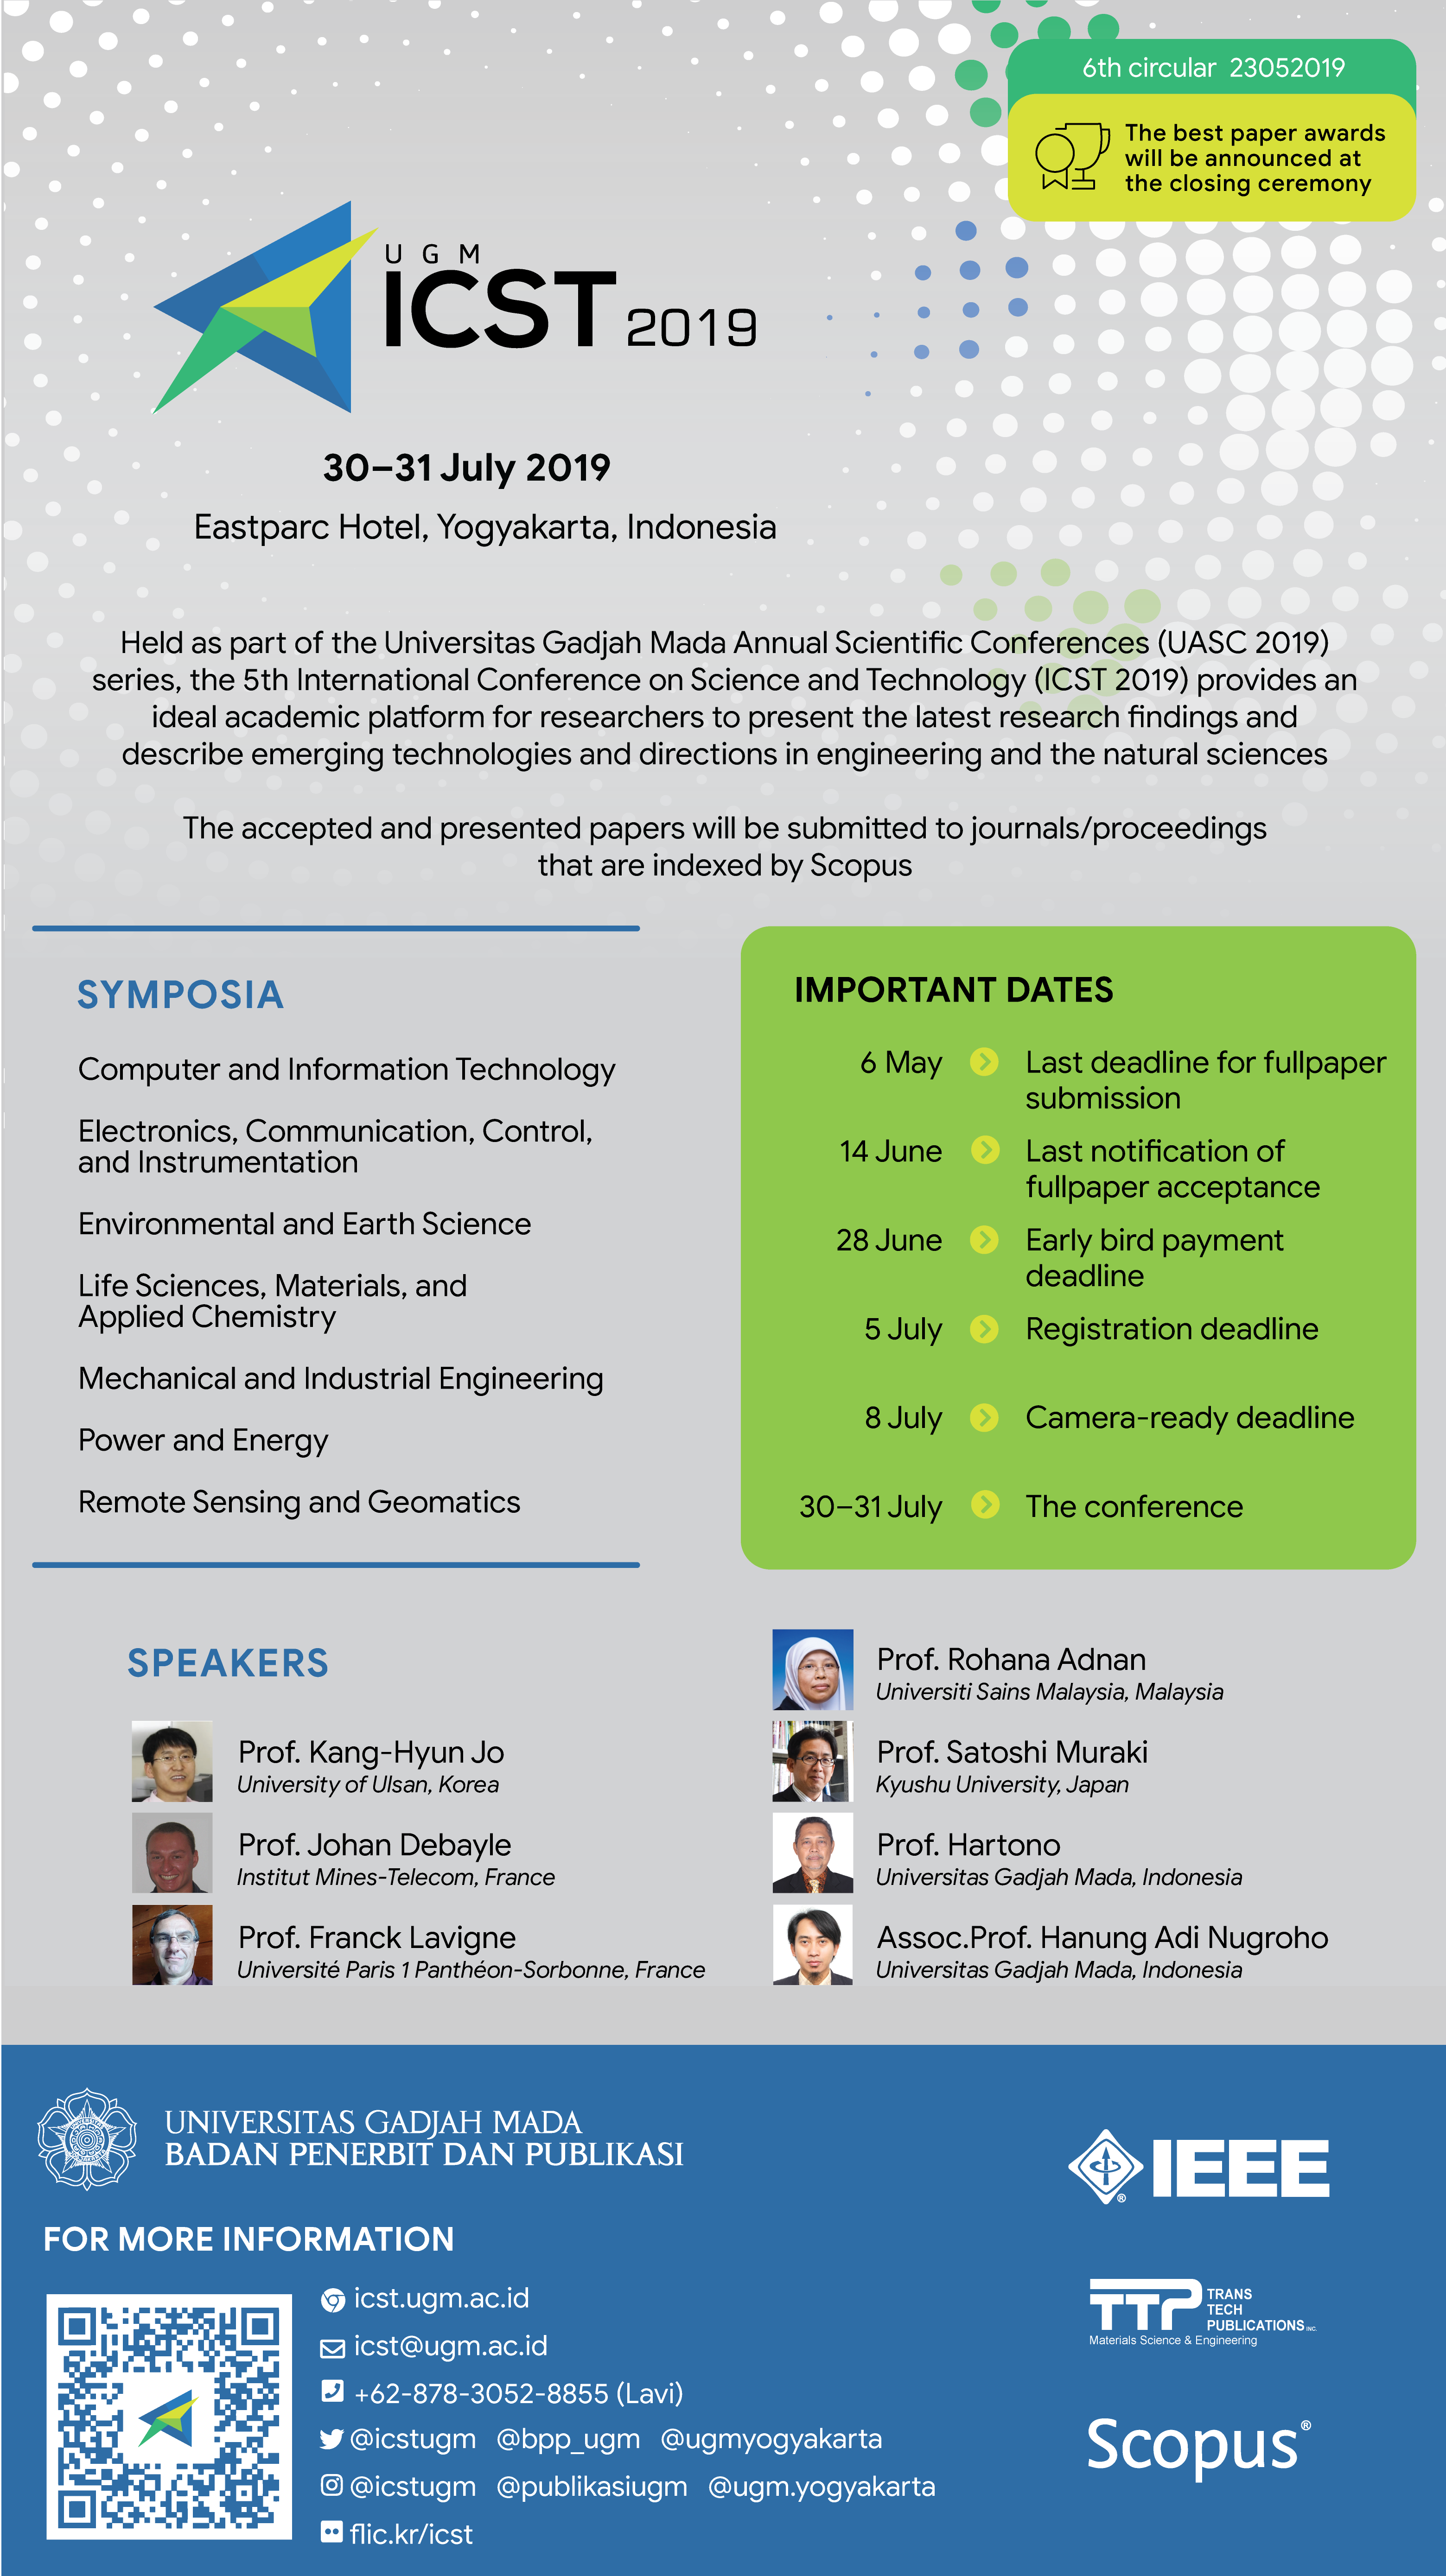 6th circular 23052019
The best paper awards
will be announced at
the closing ceremony
UGM
ICST 2019
30–31 July 2019
Eastparc Hotel, Yogyakarta, Indonesia
Held as part of the Universitas Gadjah Mada Annual Scientific Conferences (UASC 2019)
series, the 5th International Conference on Science and Technology (ICST 2019) provides an
ideal academic platform for researchers to present the latest research findings and
describe emerging technologies and directions in engineering and the natural sciences
The accepted and presented papers will be submitted to journals/proceedings
that are indexed by Scopus
SYMPOSIA
Computer and Information Technology
Electronics, Communication, Control,
and Instrumentation
Environmental and Earth Science
Life Sciences, Materials, and
Applied Chemistry
Mechanical and Industrial Engineering
Power and Energy
Remote Sensing and Geomatics
IMPORTANT DATES
6 May Last deadline for fullpaper
submission
14 June Last notification of
fullpaper acceptance
28 June Early bird payment
deadline
5 July Registration deadline
8 July Camera-ready deadline
30–31 July The conference
SPEAKERS
Prof. Kang-Hyun Jo
University of Ulsan, Korea
Prof. Johan Debayle
Institut Mines-Telecom, France
Prof. Franck Lavigne
Université Paris 1 Panthéon-Sorbonne, France
Prof. Rohana Adnan
Universiti Sains Malaysia, Malaysia
Prof. Satoshi Muraki
Kyushu University, Japan
Prof. Hartono
Universitas Gadjah Mada, Indonesia
Assoc.Prof. Hanung Adi Nugroho
Universitas Gadjah Mada, Indonesia
UNIVERSITAS GADJAH MADA
BADAN PENERBIT DAN PUBLIKASI
FOR MORE INFORMATION
icst.ugm.ac.id
icst@ugm.ac.id
+62-878-3052-8855 (Lavi)
@icstugm @bpp_ugm @ugmyogyakarta
@icstugm @publikasiugm @ugm.yogyakarta
flic.kr/icst
IEEE®
TTP TRANS
TECH
PUBLICATIONS INC.
Materials Science & Engineering
Scopus®